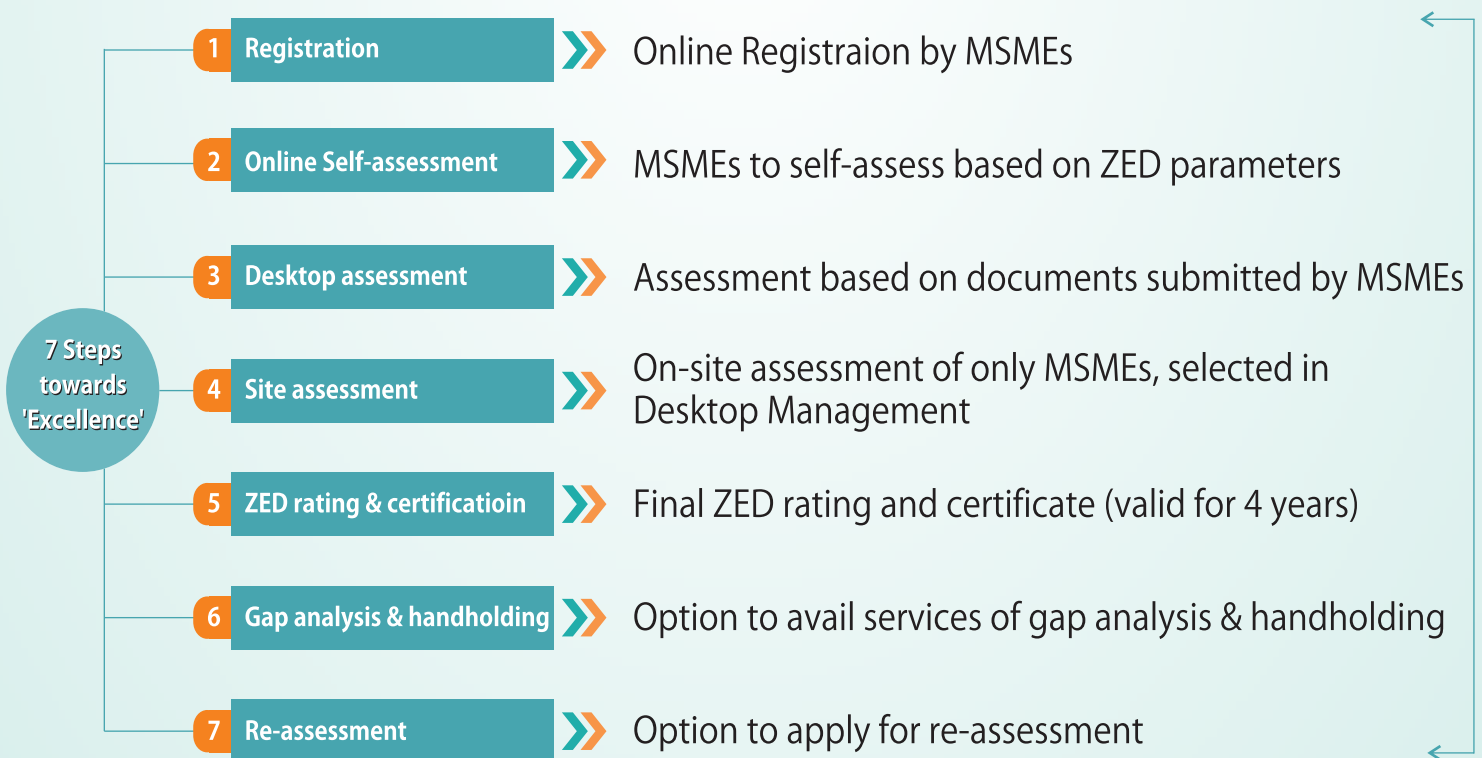 1 Registration
Online Registraion by MSMEs
2 Online Self-assessment
MSMEs to self-assess based on ZED parameters
3 Desktop assessment
Assessment based on documents submitted by MSMEs
7 Steps
towards
'Excellence'
4 Site assessment
On-site assessment of only MSMEs, selected in
Desktop Management
5 ZED rating & certificatioin
Final ZED rating and certificate (valid for 4 years)
6 Gap analysis & handholding
Option to avail services of gap analysis & handholding
7 Re-assessment
Option to apply for re-assessment